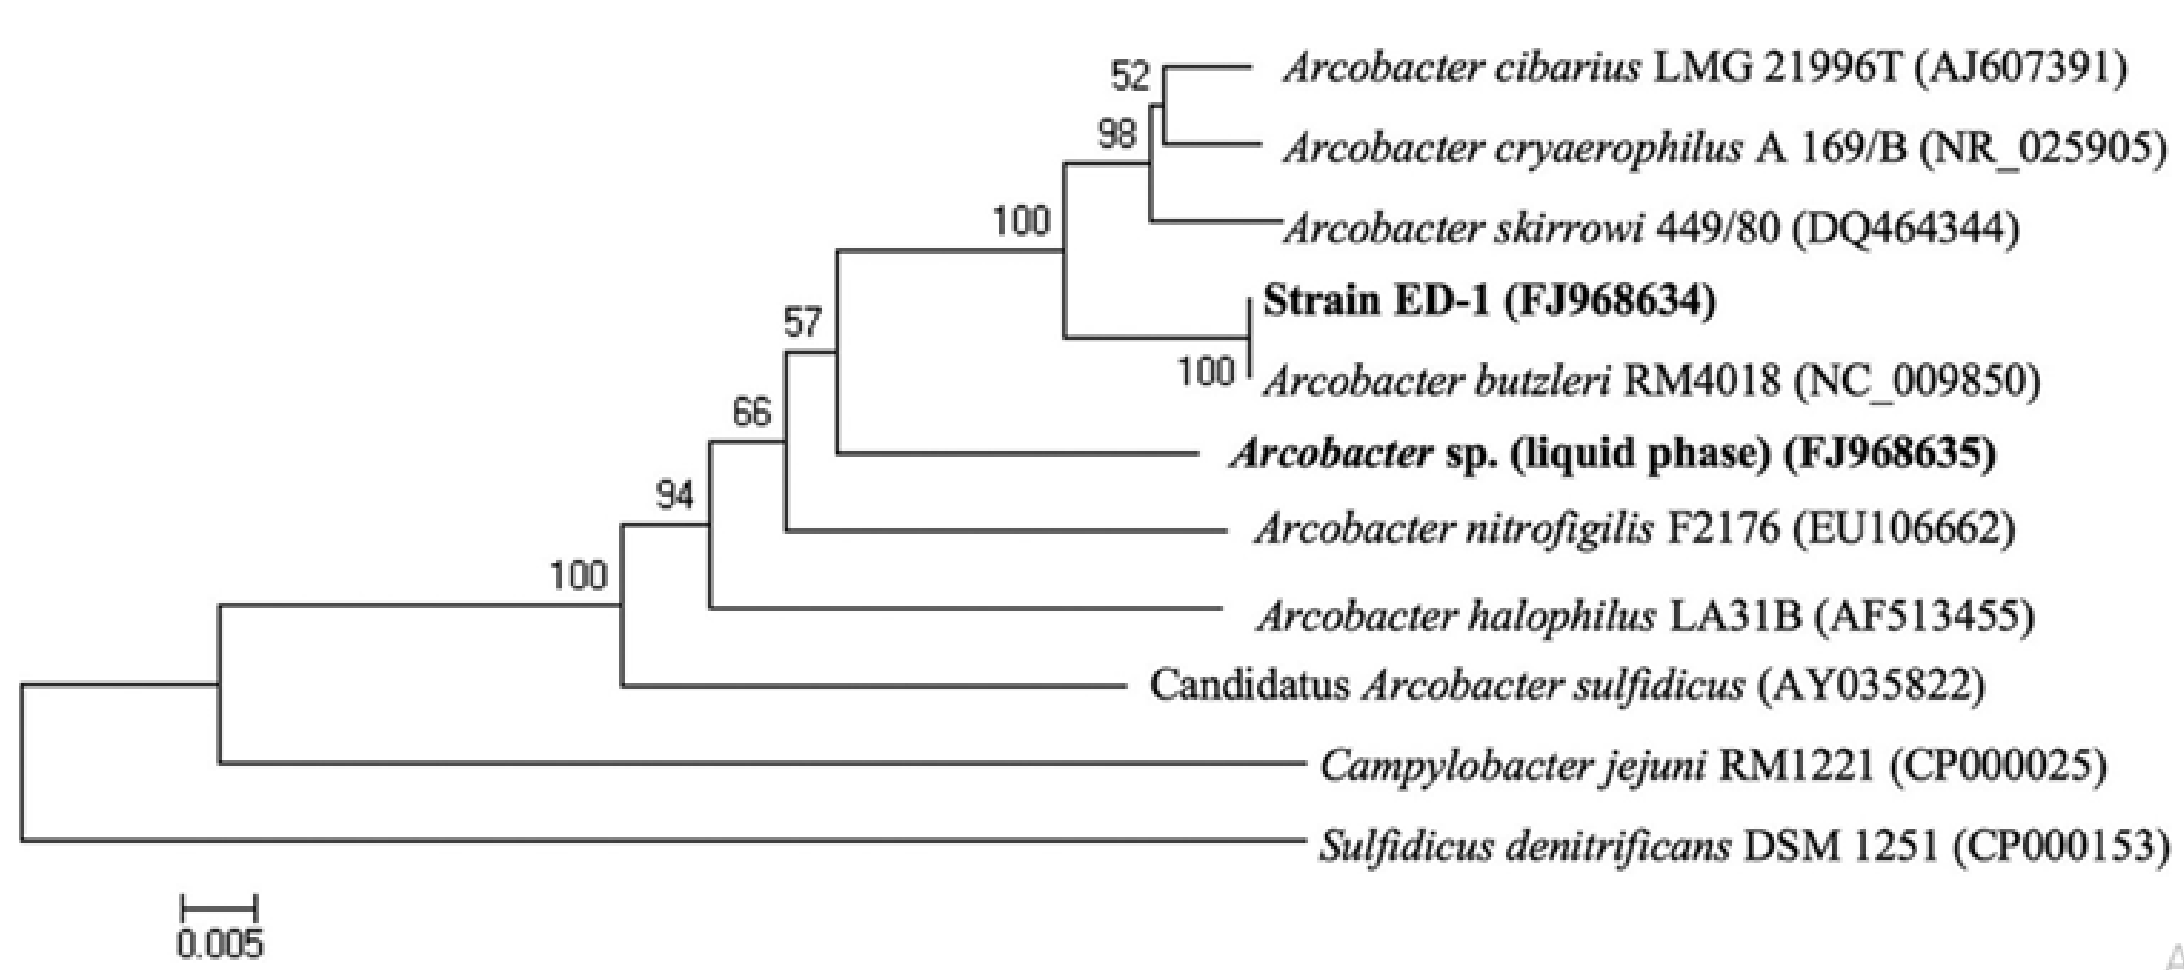 52
Arcobacter cibarius LMG 21996T (AJ607391)
98
Arcobacter cryaerophilus A 169/B (NR_025905)
100
Arcobacter skirrowi 449/80 (DQ464344)
Strain ED-1 (FJ968634)
57
100
Arcobacter butzleri RM4018 (NC_009850)
66
Arcobacter sp. (liquid phase) (FJ968635)
94
Arcobacter nitrofigilis F2176 (EU106662)
100
Arcobacter halophilus LA31B (AF513455)
Candidatus Arcobacter sulfidicus (AY035822)
Campylobacter jejuni RM1221 (CP000025)
Sulfidicus denitrificans DSM 1251 (CP000153)
0.005